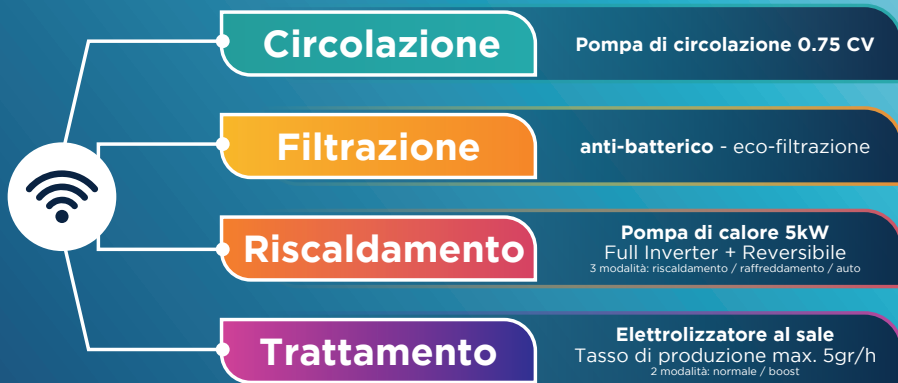 Circolazione
Pompa di circolazione 0.75 CV
Filtrazione
anti-batterico - eco-filtrazione
Riscaldamento
Pompa di calore 5kW
Full Inverter + Reversibile
3 modalità: riscaldamento / raffreddamento / auto
Trattamento
Elettrolizzatore al sale
Tasso di produzione max. 5gr/h
2 modalità: normale / boost